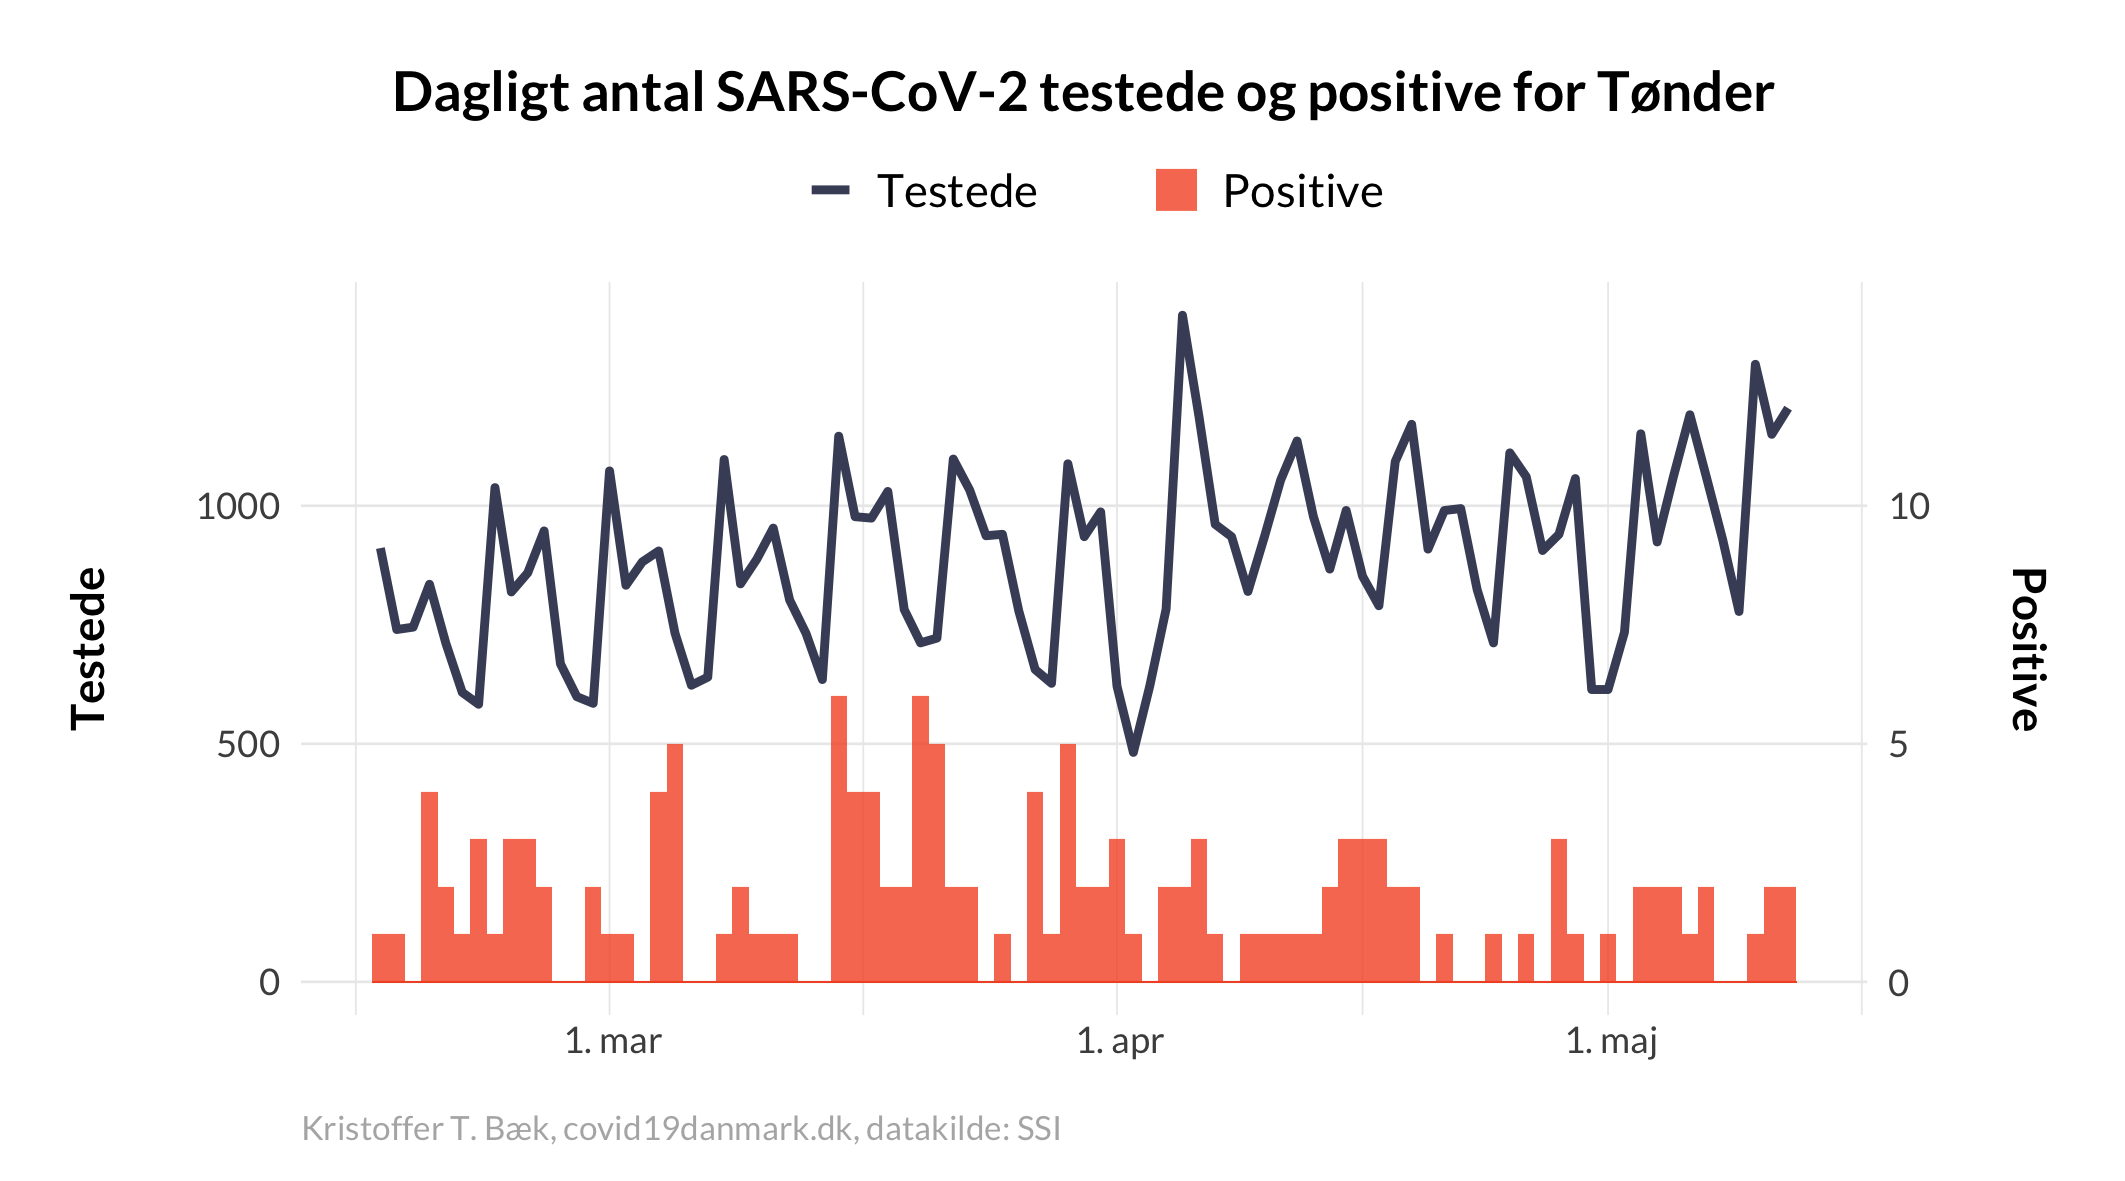 Dagligt antal SARS-CoV-2 testede og positive for Tønder
Testede
Positive
1000
500
0
Testede
10
5
0
Positive
1. mar
1. apr
1. maj
Kristoffer T. Bæk, covid19danmark.dk, datakilde: SSI